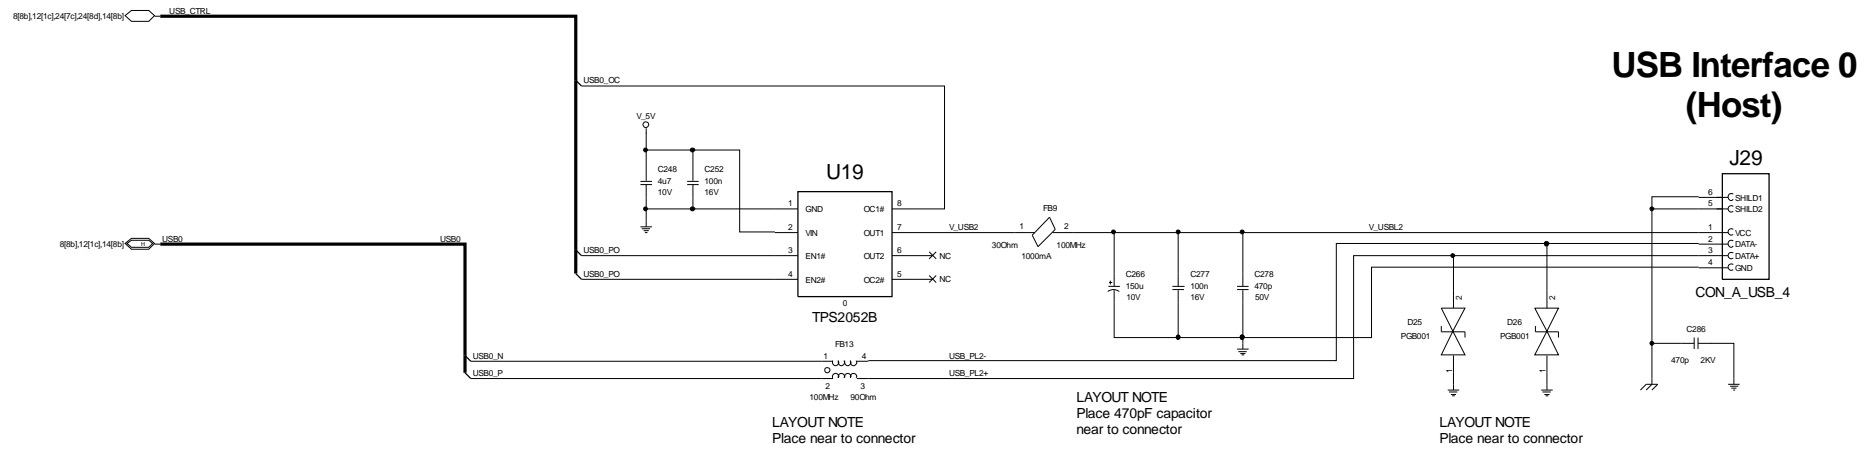 8[8b],12[1c],24[7c],24[8d],14[8b]
USB_CTRL
USB Interface 0
(Host)
USB0_OC
V_5V
C248
4u7
10V
C252
100n
16V
U19
1 GND
2 VIN
3 EN1#
4 EN2#
OC1# 8
OUT1 7
OUT2 6
OC2# 5
0
TPS2052B
NC
NC
USB0_PO
USB0_PO
8[8b],12[1c],14[8b]
H
USB0
USB0
V_USB2
FB9
1
2
30Ohm
100MHz
1000mA
V_USBL2
C266
150u
10V
C277
100n
16V
C278
470p
50V
J29
6 SHILD1
5 SHILD2
1 VCC
2 DATA-
3 DATA+
4 GND
CON_A_USB_4
D25
PGB001
2
1
D26
PGB001
2
1
C286
470p 2KV
USB0_N
USB0_P
FB13
1 4
2 3
100MHz 90Ohm
USB_PL2-
USB_PL2+
LAYOUT NOTE
Place near to connector
LAYOUT NOTE
Place 470pF capacitor
near to connector
LAYOUT NOTE
Place near to connector